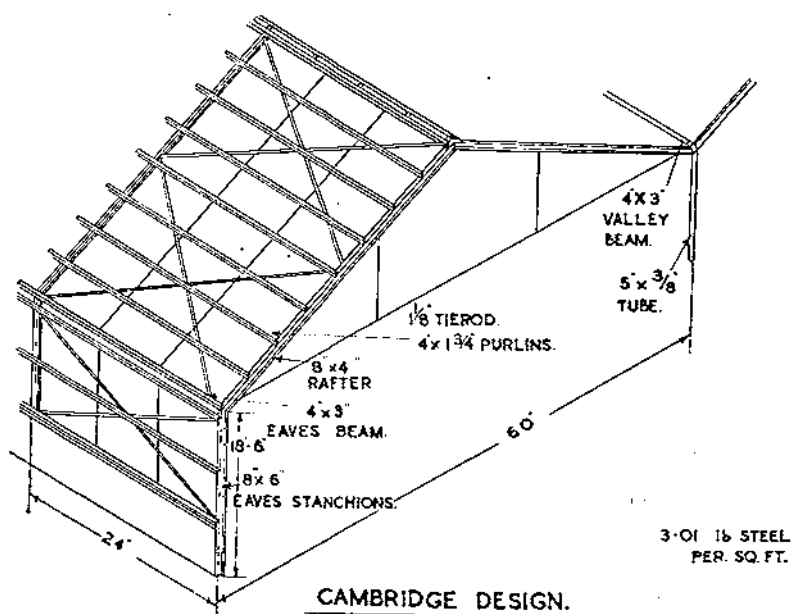 4"X 3"
VALLEY
BEAM.
5" x 3/8"
TUBE.
1 1/8" TIEROD.
4" x 1 3/4" PURLINS.
8" x 4"
RAFTER
4" x 3"
EAVES BEAM.
18'-6"
8" x 6"
EAVES STANCHIONS.
60'
24'
3·01 lb STEEL
PER. SQ. FT.
CAMBRIDGE DESIGN.